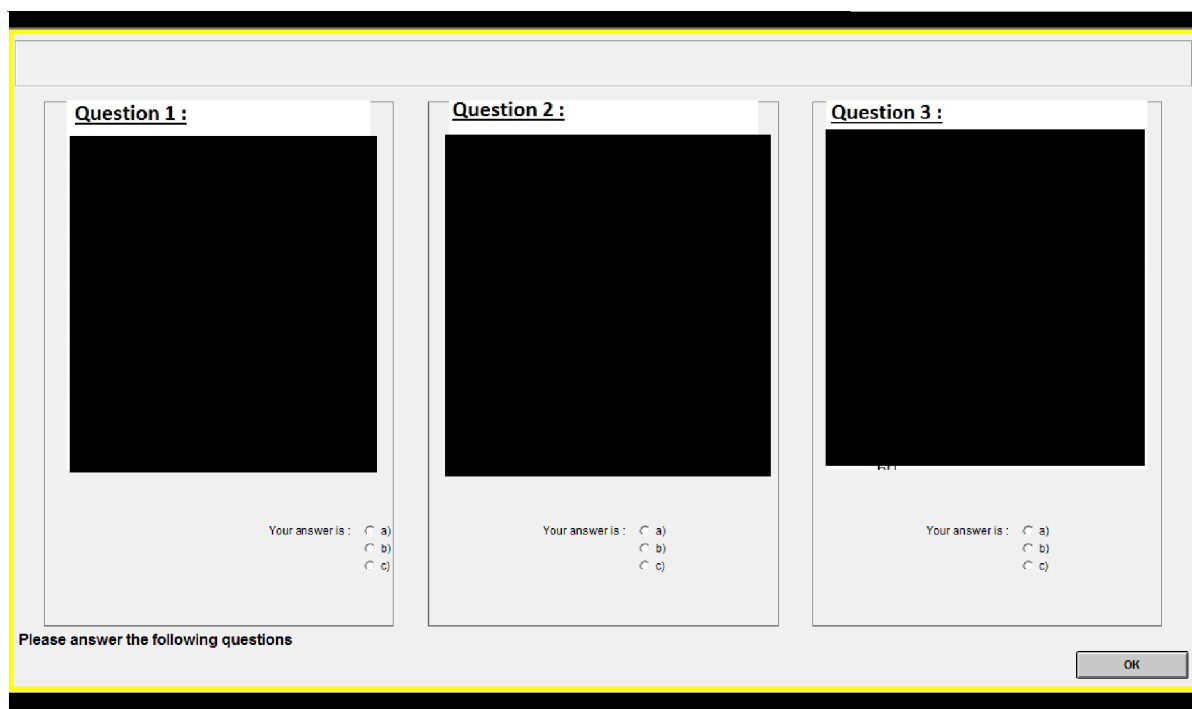 Question 1 :
Your answer is : a)
b)
c)
Question 2 :
Your answer is : a)
b)
c)
Question 3 :
Your answer is : a)
b)
c)
Please answer the following questions
OK